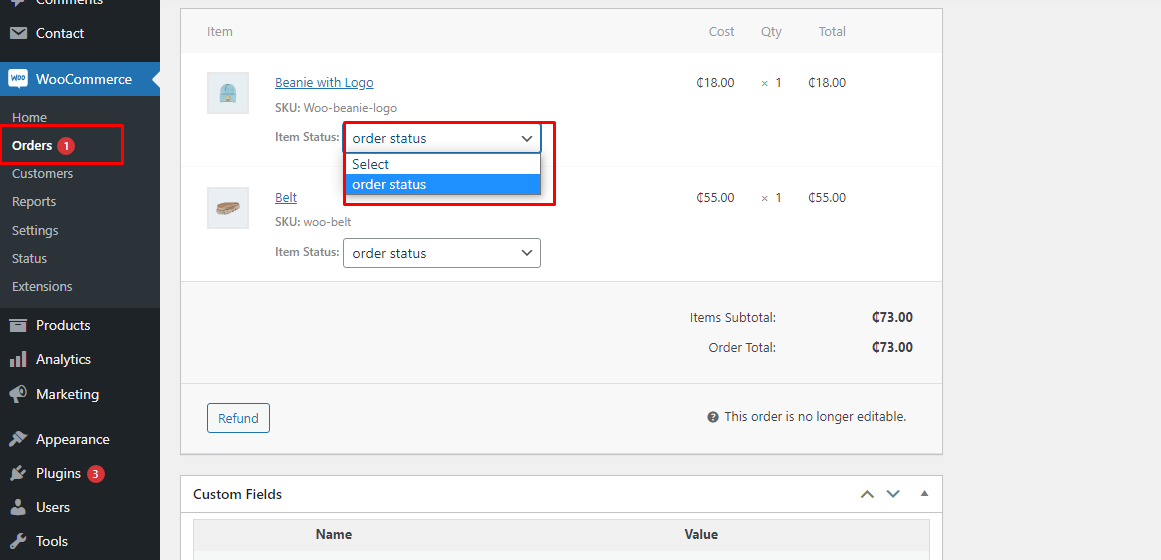 Comments
Contact
WooCommerce
Home
Orders 1
Customers
Reports
Settings
Status
Extensions
Products
Analytics
Marketing
Appearance
Plugins 3
Users
Tools
Item Cost Qty Total
Beanie with Logo ₵18.00 × 1 ₵18.00
SKU: Woo-beanie-logo
Item Status: order status
Select
order status
Belt ₵55.00 × 1 ₵55.00
SKU: woo-belt
Item Status: order status
Items Subtotal: ₵73.00
Order Total: ₵73.00
Refund This order is no longer editable.
Custom Fields
Name Value